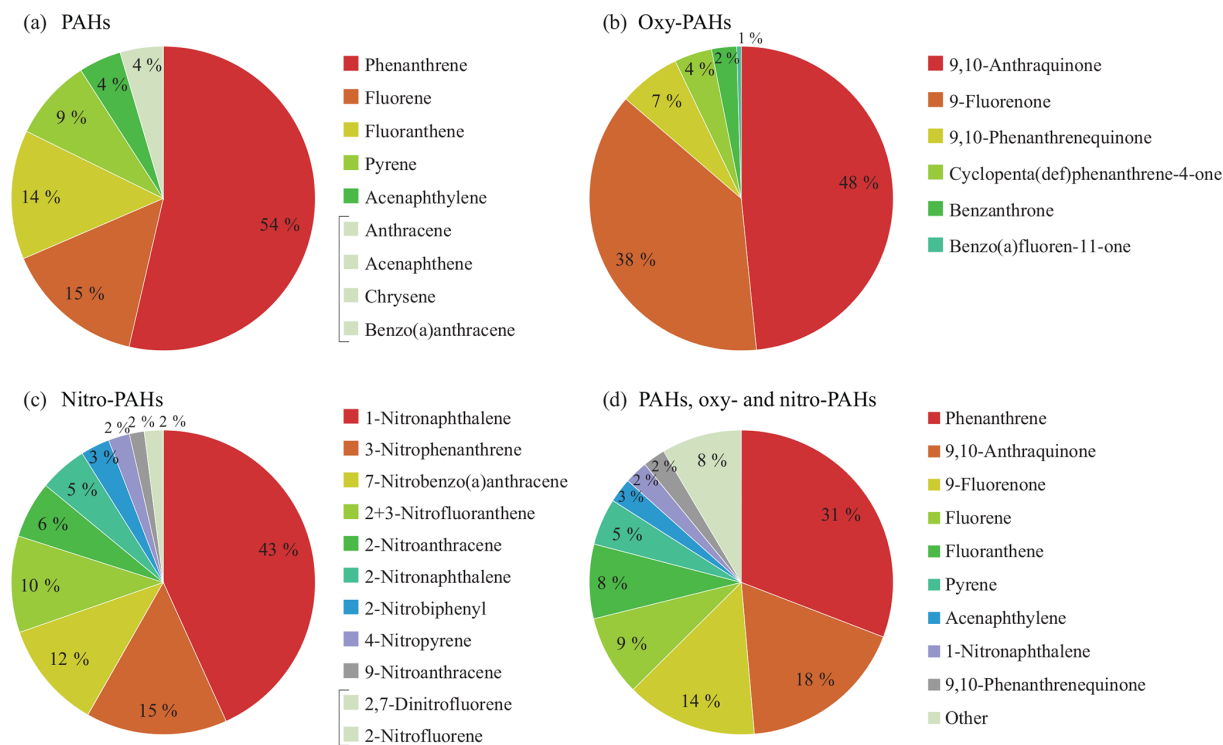 (a) PAHs
4 %
4 %
9 %
14 %
15 %
54 %
Phenanthrene
Fluorene
Fluoranthene
Pyrene
Acenaphthylene
Anthracene
Acenaphthene
Chrysene
Benzo(a)anthracene
(b) Oxy-PAHs
1 %
2 %
4 %
7 %
38 %
48 %
9,10-Anthraquinone
9-Fluorenone
9,10-Phenanthrenequinone
Cyclopenta(def)phenanthrene-4-one
Benzanthrone
Benzo(a)fluoren-11-one
(c) Nitro-PAHs
2 %
2 %
2 %
3 %
5 %
6 %
10 %
12 %
15 %
43 %
1-Nitronaphthalene
3-Nitrophenanthrene
7-Nitrobenzo(a)anthracene
2+3-Nitrofluoranthene
2-Nitroanthracene
2-Nitronaphthalene
2-Nitrobiphenyl
4-Nitropyrene
9-Nitroanthracene
2,7-Dinitrofluorene
2-Nitrofluorene
(d) PAHs, oxy- and nitro-PAHs
8 %
2 %
2 %
3 %
5 %
8 %
9 %
14 %
18 %
31 %
Phenanthrene
9,10-Anthraquinone
9-Fluorenone
Fluorene
Fluoranthene
Pyrene
Acenaphthylene
1-Nitronaphthalene
9,10-Phenanthrenequinone
Other